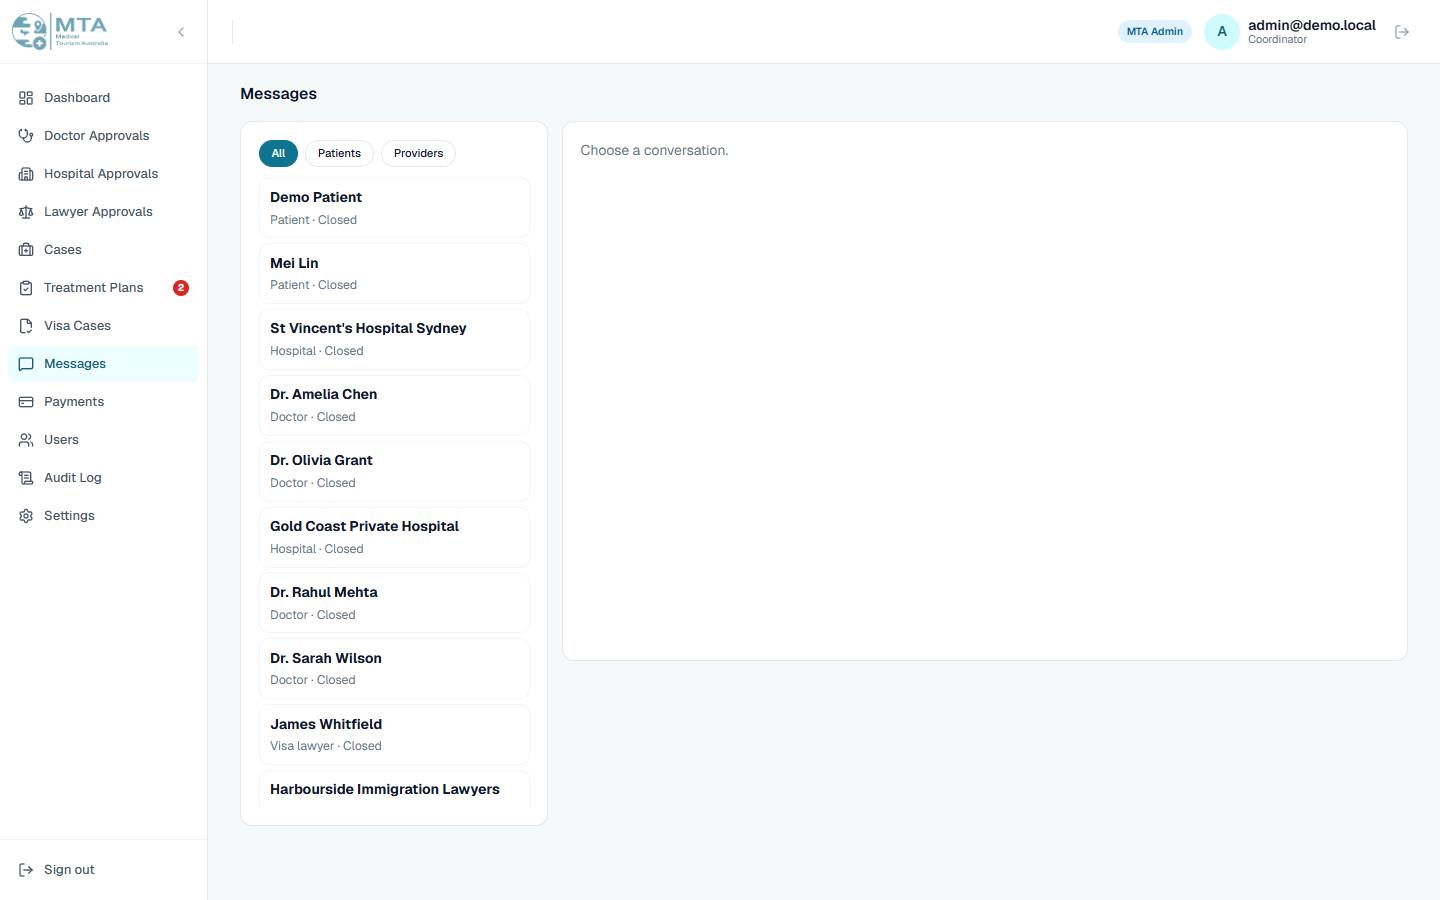 MTA
Medical
Tourism Australia
MTA Admin
A
admin@demo.local
Coordinator
Dashboard
Doctor Approvals
Hospital Approvals
Lawyer Approvals
Cases
Treatment Plans 2
Visa Cases
Messages
Payments
Users
Audit Log
Settings
Sign out
Messages
All Patients Providers
Demo Patient
Patient · Closed
Mei Lin
Patient · Closed
St Vincent's Hospital Sydney
Hospital · Closed
Dr. Amelia Chen
Doctor · Closed
Dr. Olivia Grant
Doctor · Closed
Gold Coast Private Hospital
Hospital · Closed
Dr. Rahul Mehta
Doctor · Closed
Dr. Sarah Wilson
Doctor · Closed
James Whitfield
Visa lawyer · Closed
Harbourside Immigration Lawyers
Choose a conversation.